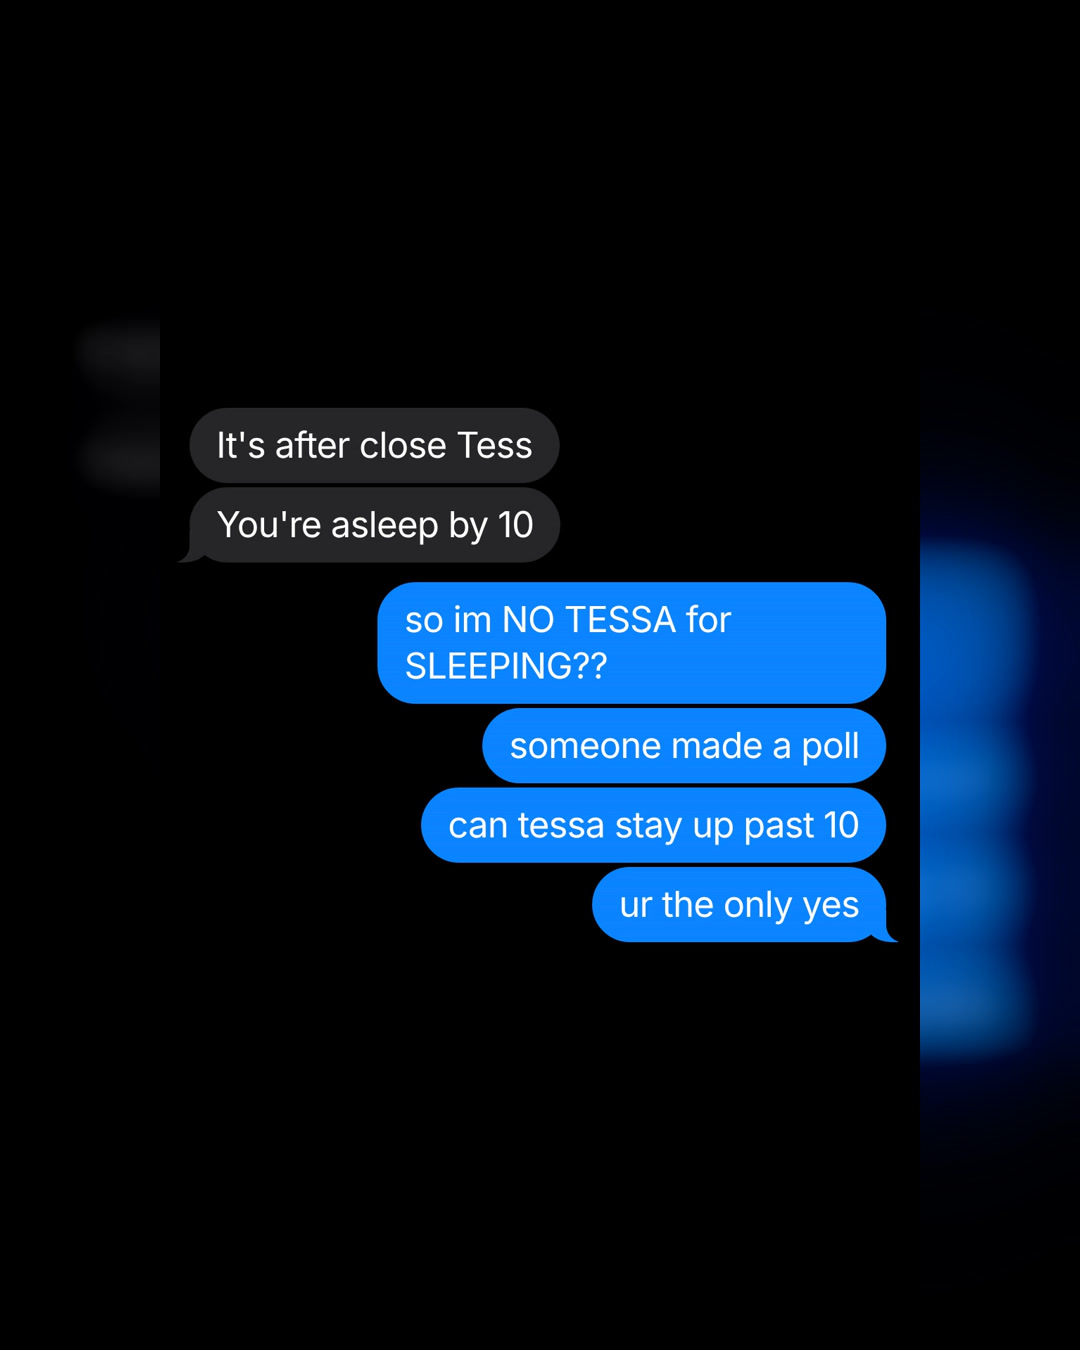 It's after close Tess
You're asleep by 10
so im NO TESSA for
SLEEPING??
someone made a poll
can tessa stay up past 10
ur the only yes